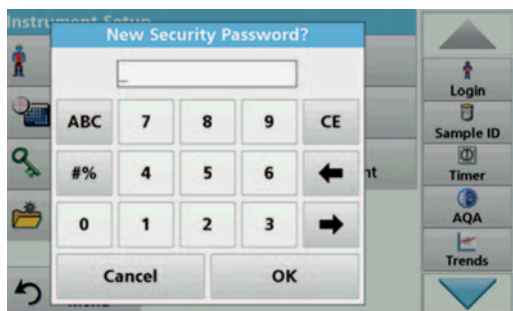 Instrument Setup
New Security Password?
_
ABC 7 8 9 CE
#% 4 5 6
0 1 2 3
Cancel OK
Menu
Login
Sample ID
Timer
AQA
Trends